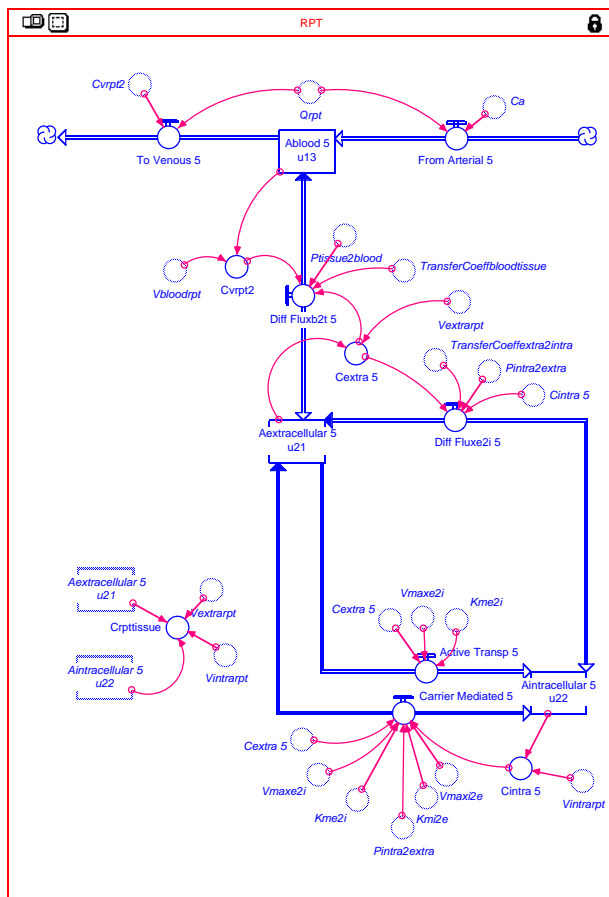 RPT
Cvrpt2
Qrpt
Ca
To Venous 5
Ablood 5
u13
From Arterial 5
Ptissue2blood
TransferCoeffbloodtissue
Vbloodrpt
Cvrpt2
Diff Fluxb2t 5
Vextrarpt
TransferCoeffextra2intra
Cextra 5
Pintra2extra
Cintra 5
Aextracellular 5
u21
Diff Fluxe2i 5
Aextracellular 5
u21
Vextrarpt
Crpttissue
Aintracellular 5
u22
Vintrarpt
Cextra 5
Vmaxe2i
Kme2i
Active Transp 5
Aintracellular 5
u22
Carrier Mediated 5
Cextra 5
Vmaxe2i
Kme2i
Pintra2extra
Kmi2e
Vmaxi2e
Cintra 5
Vintrarpt